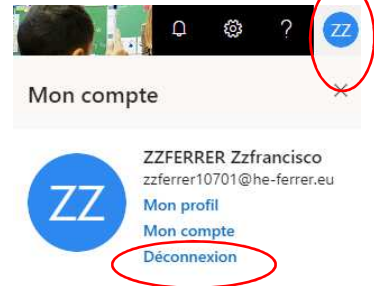 ? ZZ
Mon compte
ZZ
ZZFERRER Zzfrancisco
zzferrer10701@he-ferrer.eu
Mon profil
Mon compte
Déconnexion